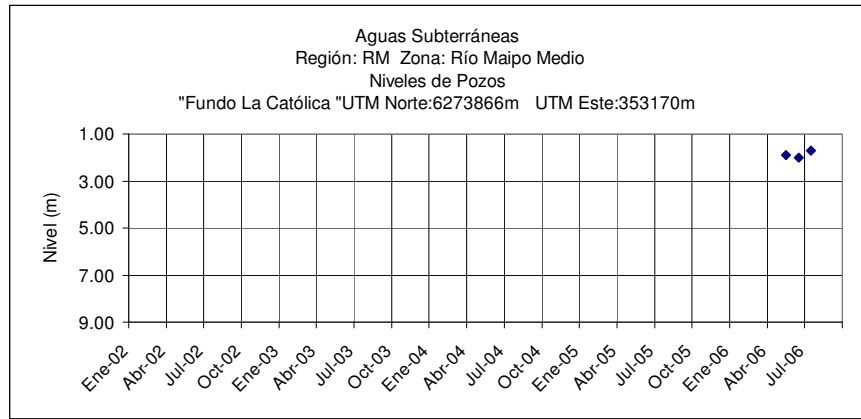 Aguas Subterráneas
Región: RM  Zona: Río Maipo Medio
Niveles de Pozos
"Fundo La Católica "UTM Norte:6273866m   UTM Este:353170m
Nivel (m)
1.00
3.00
5.00
7.00
9.00
Ene-02
Abr-02
Jul-02
Oct-02
Ene-03
Abr-03
Jul-03
Oct-03
Ene-04
Abr-04
Jul-04
Oct-04
Ene-05
Abr-05
Jul-05
Oct-05
Ene-06
Abr-06
Jul-06